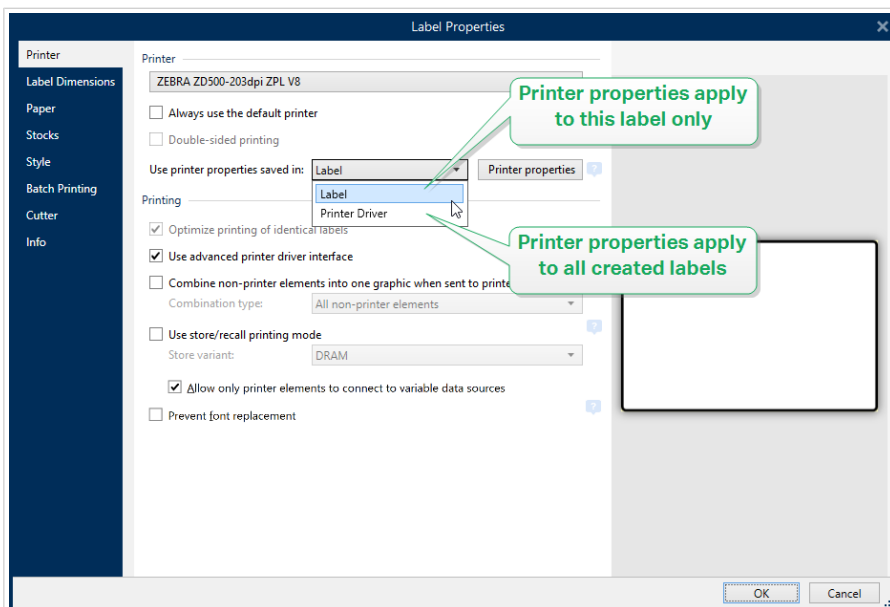 Label Properties
Printer
Label Dimensions
Paper
Stocks
Style
Batch Printing
Cutter
Info
Printer
ZEBRA ZD500-203dpi ZPL V8
Always use the default printer
Double-sided printing
Use printer properties saved in: Label Printer properties ?
Label
Printer Driver
Printer properties apply
to this label only
Printing
Optimize printing of identical labels
Use advanced printer driver interface
Printer properties apply
to all created labels
Combine non-printer elements into one graphic when sent to printe
Combination type: All non-printer elements
Use store/recall printing mode ?
Store variant: DRAM
Allow only printer elements to connect to variable data sources
Prevent font replacement ?
OK Cancel